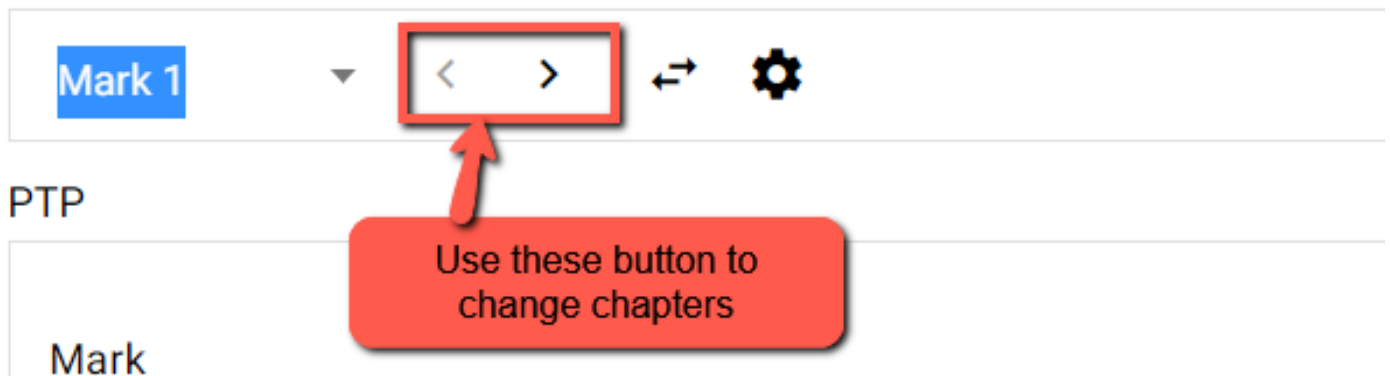 Mark 1
PTP
Use these button to
change chapters
Mark